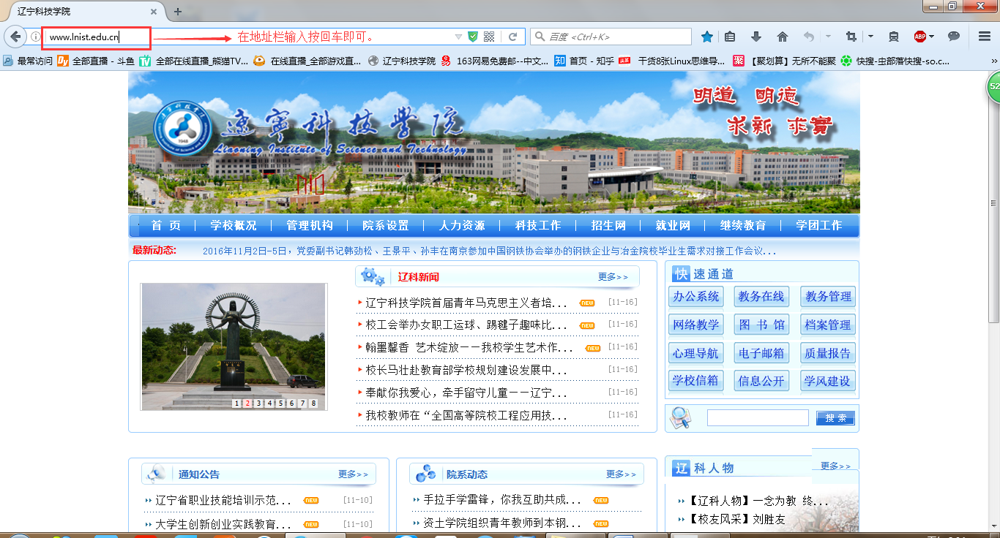 辽宁科技学院
www.lnist.edu.cn
在地址栏输入按回车即可。
百度 <Ctrl+K>
ABP
最常访问 全部直播 - 斗鱼 全部在线直播_熊猫TV... 在线直播_全部游戏直... 辽宁科技学院 163网易免费邮--中文... 首页 - 知乎 干货8张Linux思维导... 【聚划算】无所不能聚 快搜-虫部落快搜-so.c...
52
辽宁科技学院
Liaoning Institute of Science and Technology
1948
明道 明德
求新 求实
首 页 | 学校概况 | 管理机构 | 院系设置 | 人力资源 | 科技工作 | 招生网 | 就业网 | 继续教育 | 学团工作
最新动态: 2016年11月2日-5日，党委副书记韩劲松、王景平、孙丰在南京参加中国钢铁协会举办的钢铁企业与冶金院校毕业生需求对接工作会议...
1 2 3 4 5 6 7 8
辽科新闻 更多>>
辽宁科技学院首届青年马克思主义者培... NEW [11-16]
校工会举办女职工运球、踢毽子趣味比... NEW [11-16]
翰墨馨香 艺术绽放——我校学生艺术作... NEW [11-16]
校长马壮赴教育部学校规划建设发展中... [11-16]
奉献你我爱心，牵手留守儿童——辽宁... [11-16]
我校教师在“全国高等院校工程应用技... [11-16]
快速通道
办公系统 教务在线 教务管理
网络教学 图 书 馆 档案管理
心理导航 电子邮箱 质量报告
学校信箱 信息公开 学风建设
搜 索
通知公告 更多>>
辽宁省职业技能培训示范... NEW [11-10]
大学生创新创业实践教育... NEW [11-10]
院系动态 更多>>
手拉手学雷锋，你我互助共成... NEW
资土学院组织青年教师到本钢... NEW
辽科人物 更多>>
【辽科人物】一念为教 终...
【校友风采】刘胜友